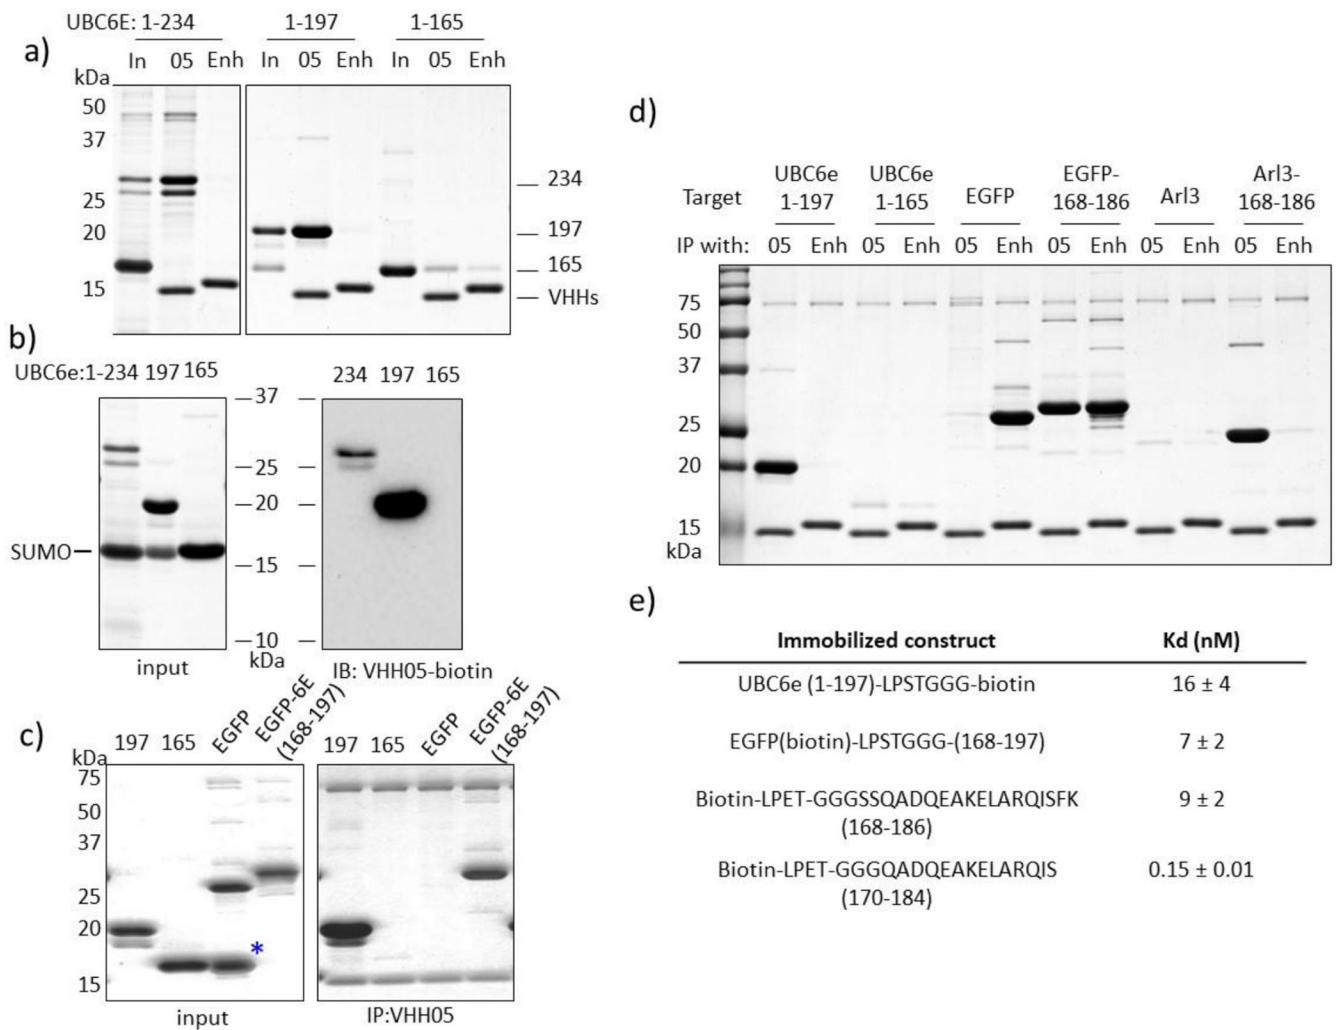 a)
UBC6E: 1-234 1-197 1-165
In 05 Enh In 05 Enh In 05 Enh
kDa
50
37
25
20
15
234
197
165
VHHs
b)
UBC6e:1-234 197 165
234 197 165
SUMO
37
25
20
15
10
kDa
input
IB: VHH05-biotin
c)
197 165 EGFP EGFP-6E (168-197)
197 165 EGFP EGFP-6E (168-197)
kDa
75
50
37
25
20
15
*
input
IP:VHH05
d)
Target
UBC6e 1-197
UBC6e 1-165
EGFP
EGFP-168-186
Arl3
Arl3-168-186
IP with: 05 Enh 05 Enh 05 Enh 05 Enh 05 Enh 05 Enh
75
50
37
25
20
15
kDa
e)
Immobilized construct Kd (nM)
UBC6e (1-197)-LPSTGGG-biotin 16 ± 4
EGFP(biotin)-LPSTGGG-(168-197) 7 ± 2
Biotin-LPET-GGGSSQADQEAKELARQISFK 9 ± 2
(168-186)
Biotin-LPET-GGGQADQEAKELARQIS 0.15 ± 0.01
(170-184)